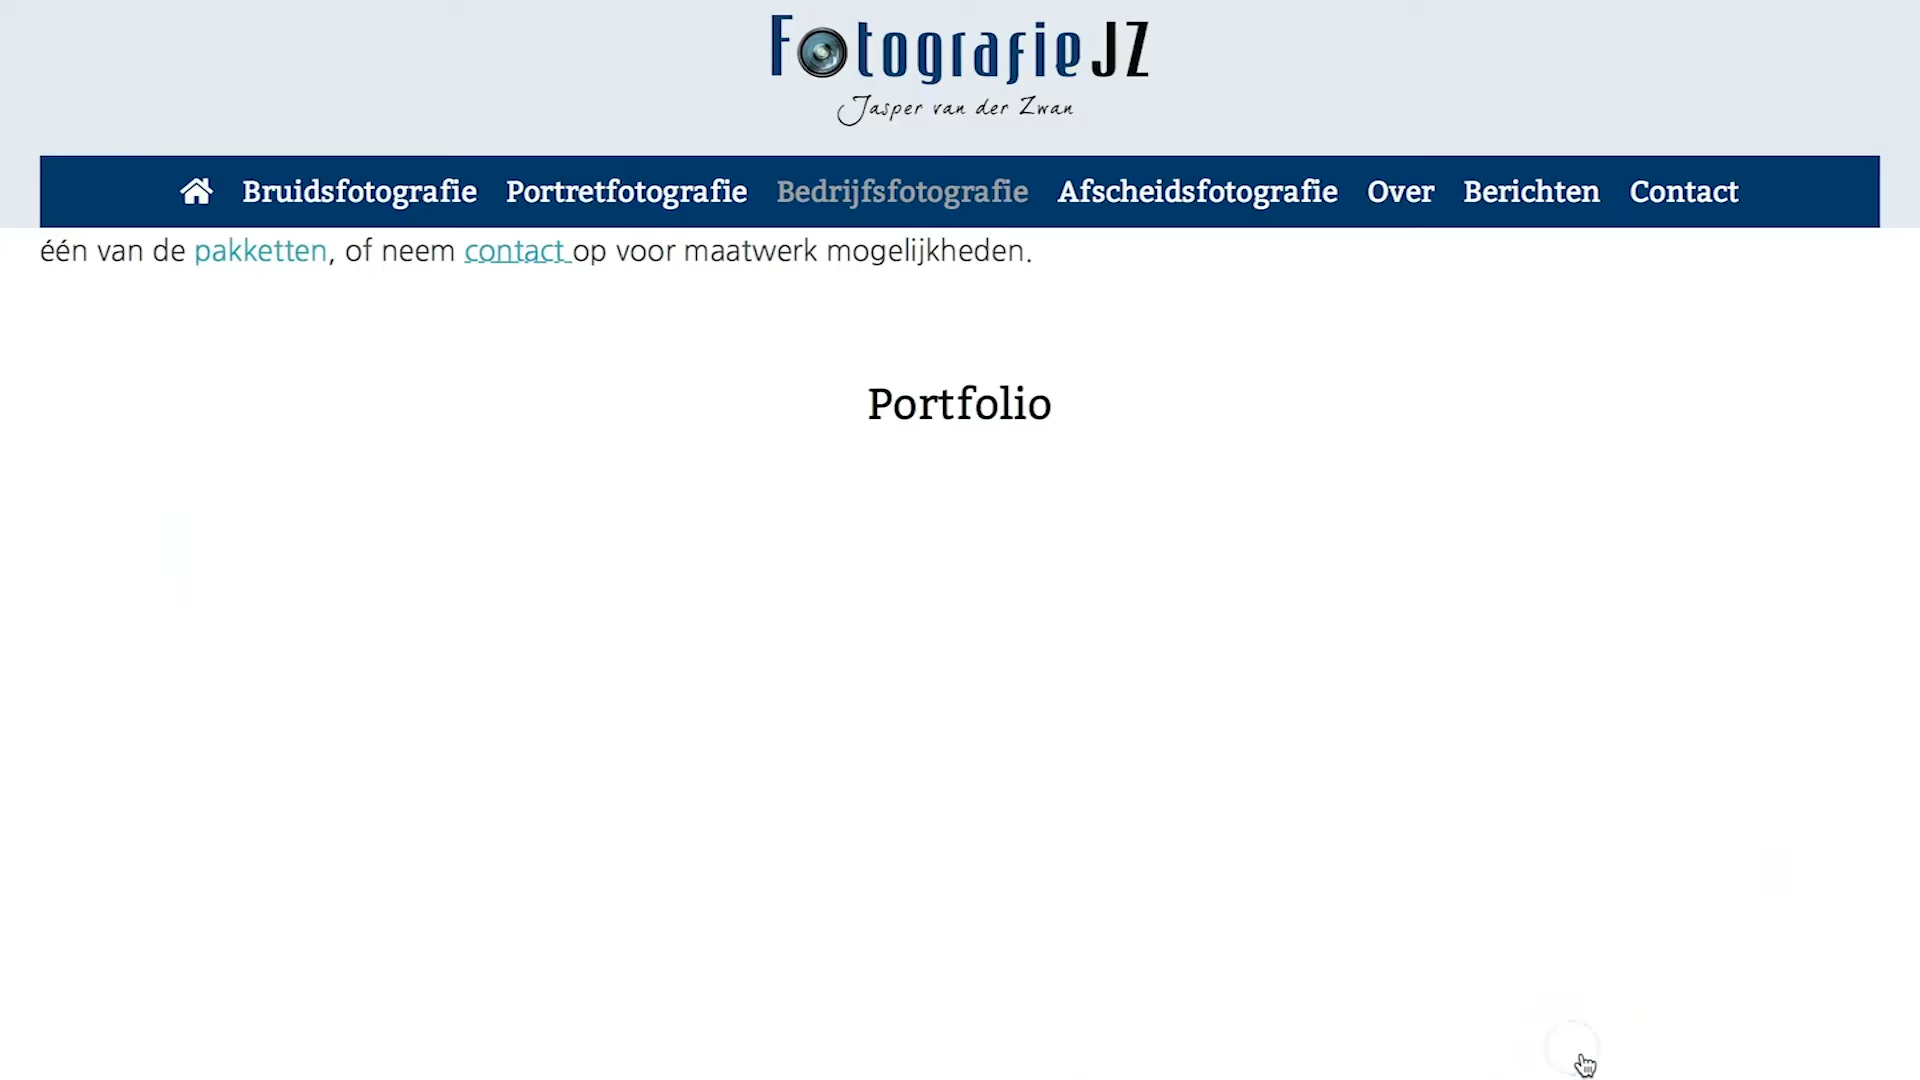 FotografieJZ
Jasper van der Zwan
Bruidsfotografie Portretfotografie Bedrijfsfotografie Afscheidsfotografie Over Berichten Contact
één van de pakketten, of neem contact op voor maatwerk mogelijkheden.
Portfolio